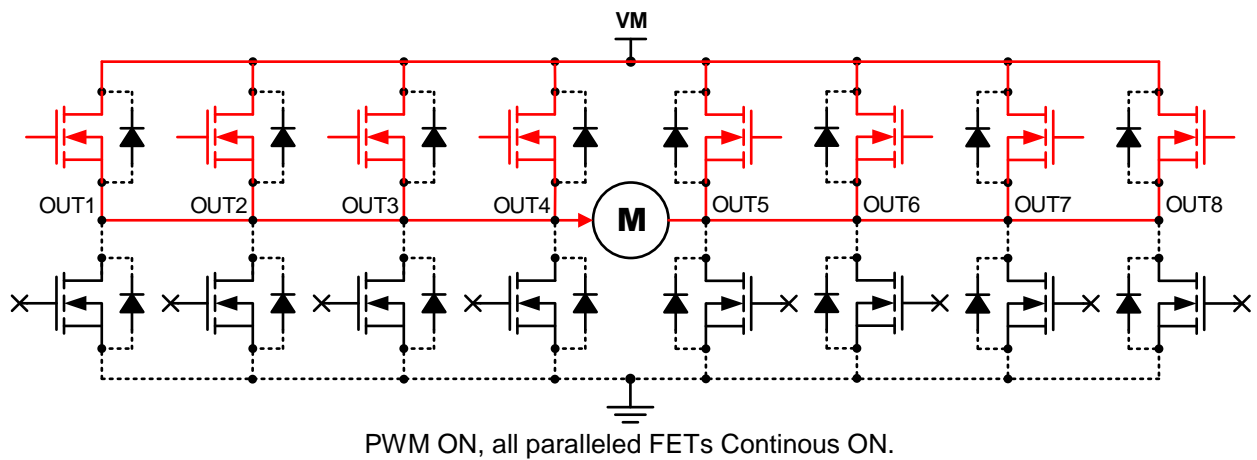 VM
OUT1 OUT2 OUT3 OUT4 OUT5 OUT6 OUT7 OUT8
M
PWM ON, all paralleled FETs Continous ON.